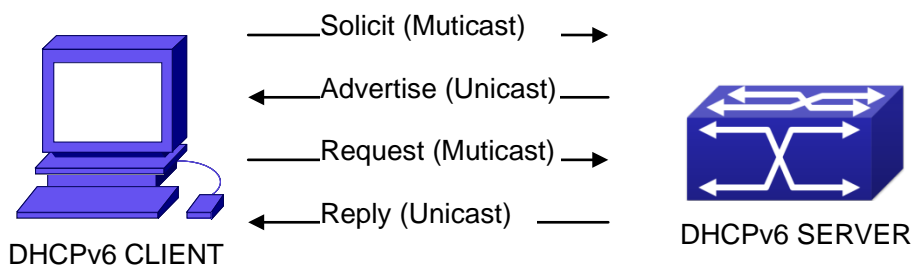 Solicit (Muticast)
Advertise (Unicast)
Request (Muticast)
Reply (Unicast)
DHCPv6 CLIENT
DHCPv6 SERVER